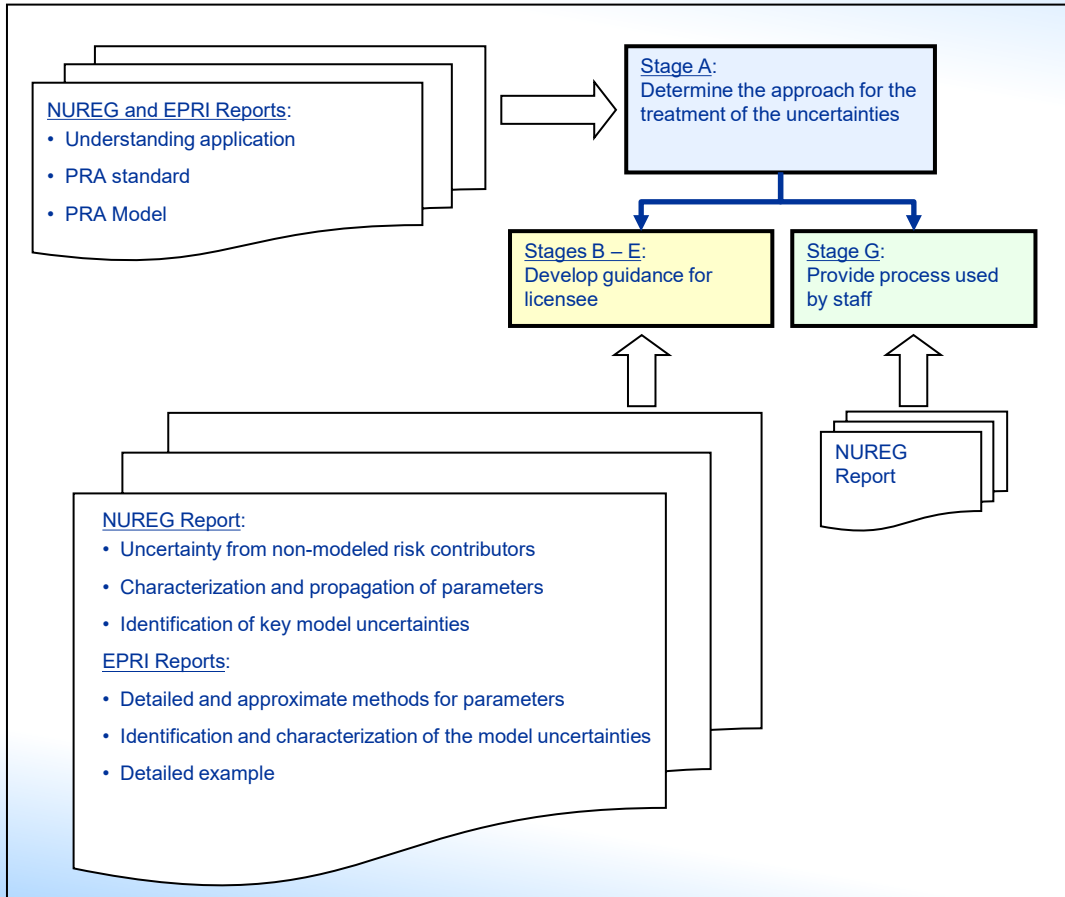 NUREG and EPRI Reports:
• Understanding application
• PRA standard
• PRA Model
Stage A:
Determine the approach for the
treatment of the uncertainties
Stages B – E:
Develop guidance for
licensee
Stage G:
Provide process used
by staff
NUREG
Report
NUREG Report:
• Uncertainty from non-modeled risk contributors
• Characterization and propagation of parameters
• Identification of key model uncertainties
EPRI Reports:
• Detailed and approximate methods for parameters
• Identification and characterization of the model uncertainties
• Detailed example